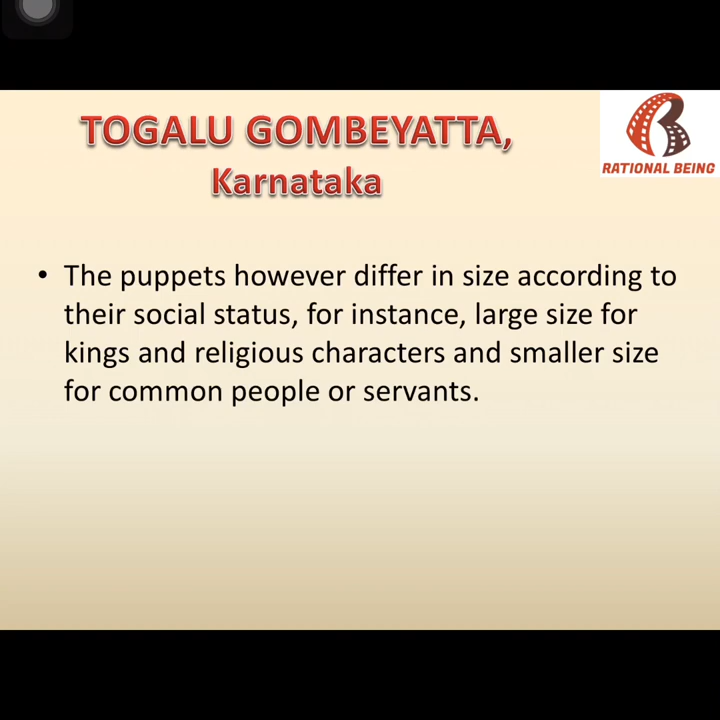 TOGALU GOMBEYATTA,
Karnataka
RATIONAL BEING
• The puppets however differ in size according to
their social status, for instance, large size for
kings and religious characters and smaller size
for common people or servants.